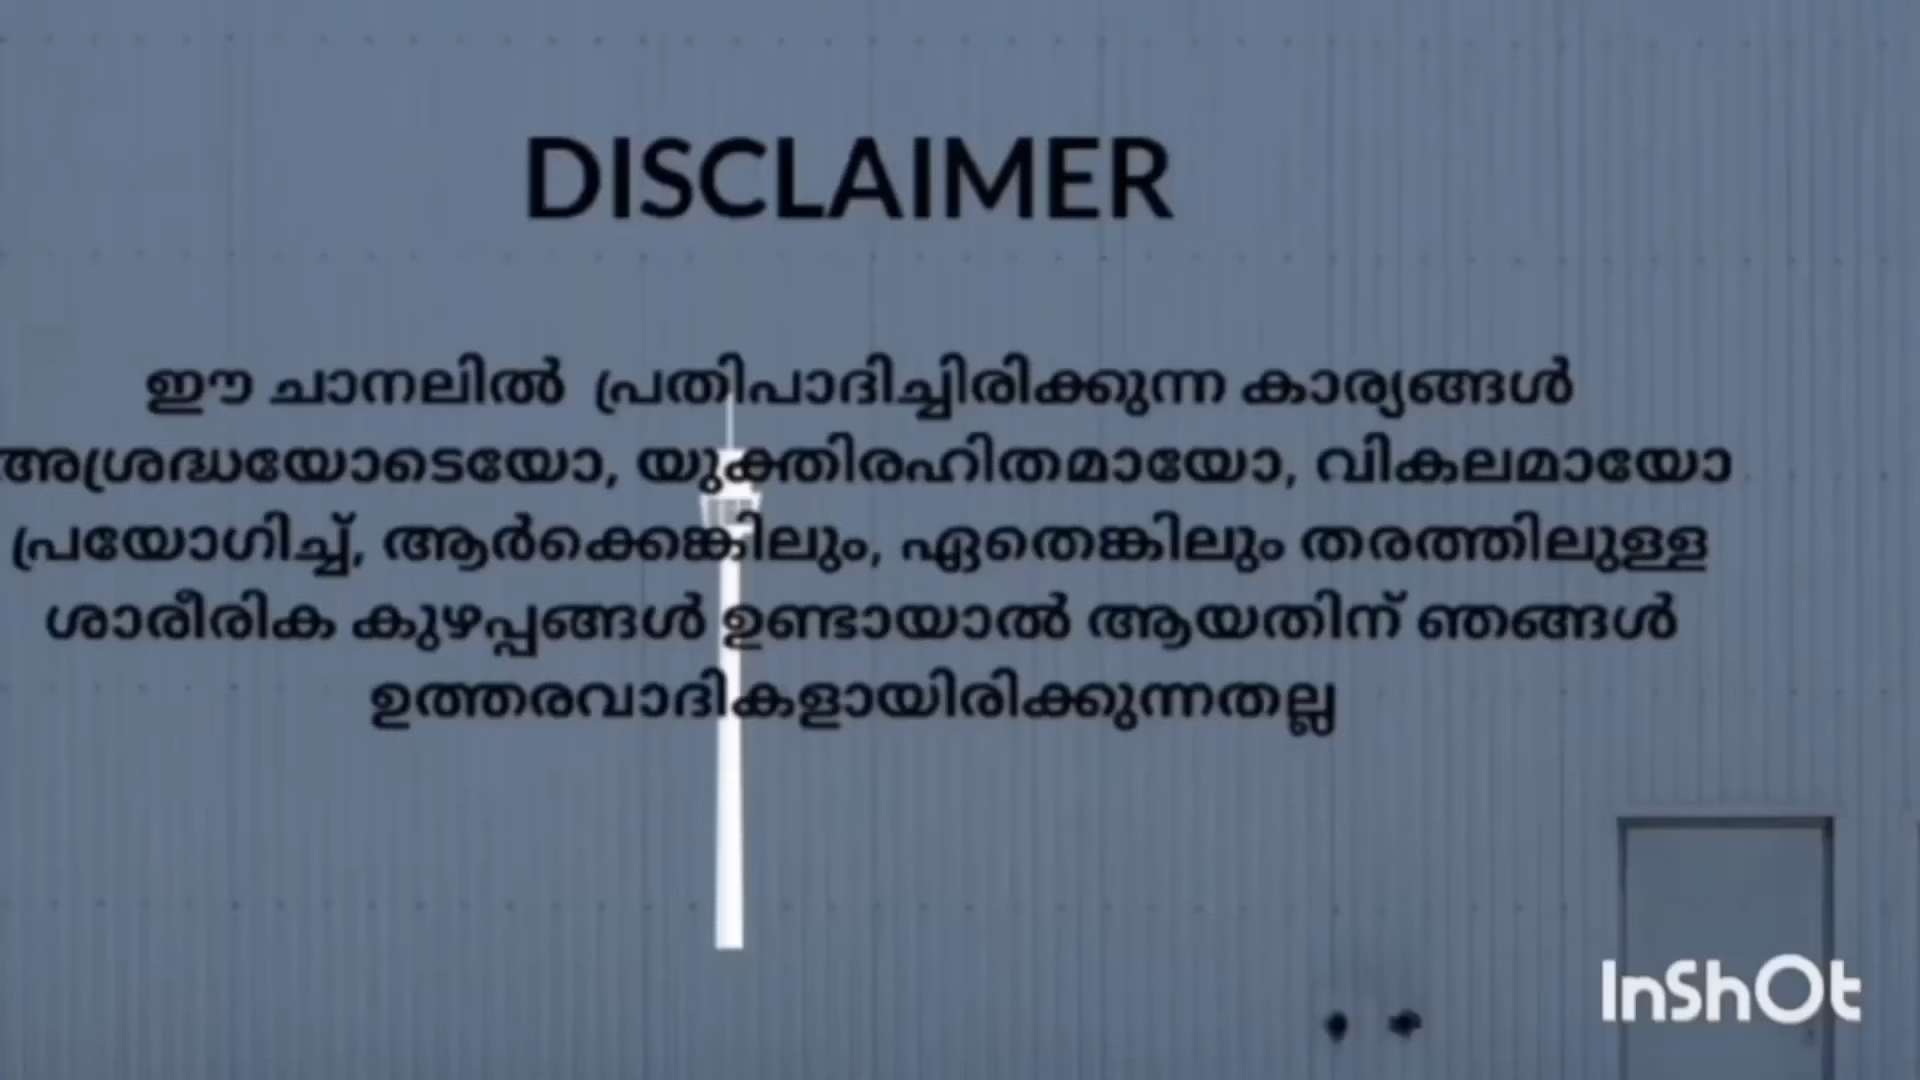 DISCLAIMER
ഈ ചാനലിൽ പ്രതിപാദിച്ചിരിക്കുന്ന കാര്യങ്ങൾ
അശ്രദ്ധയോടെയോ, യുക്തിരഹിതമായോ, വികലമായോ
പ്രയോഗിച്ച്, ആർക്കെങ്കിലും, ഏതെങ്കിലും തരത്തിലുള്ള
ശാരീരിക കുഴപ്പങ്ങൾ ഉണ്ടായാൽ ആയതിന് ഞങ്ങൾ
ഉത്തരവാദികളായിരിക്കുന്നതല്ല
InShOt